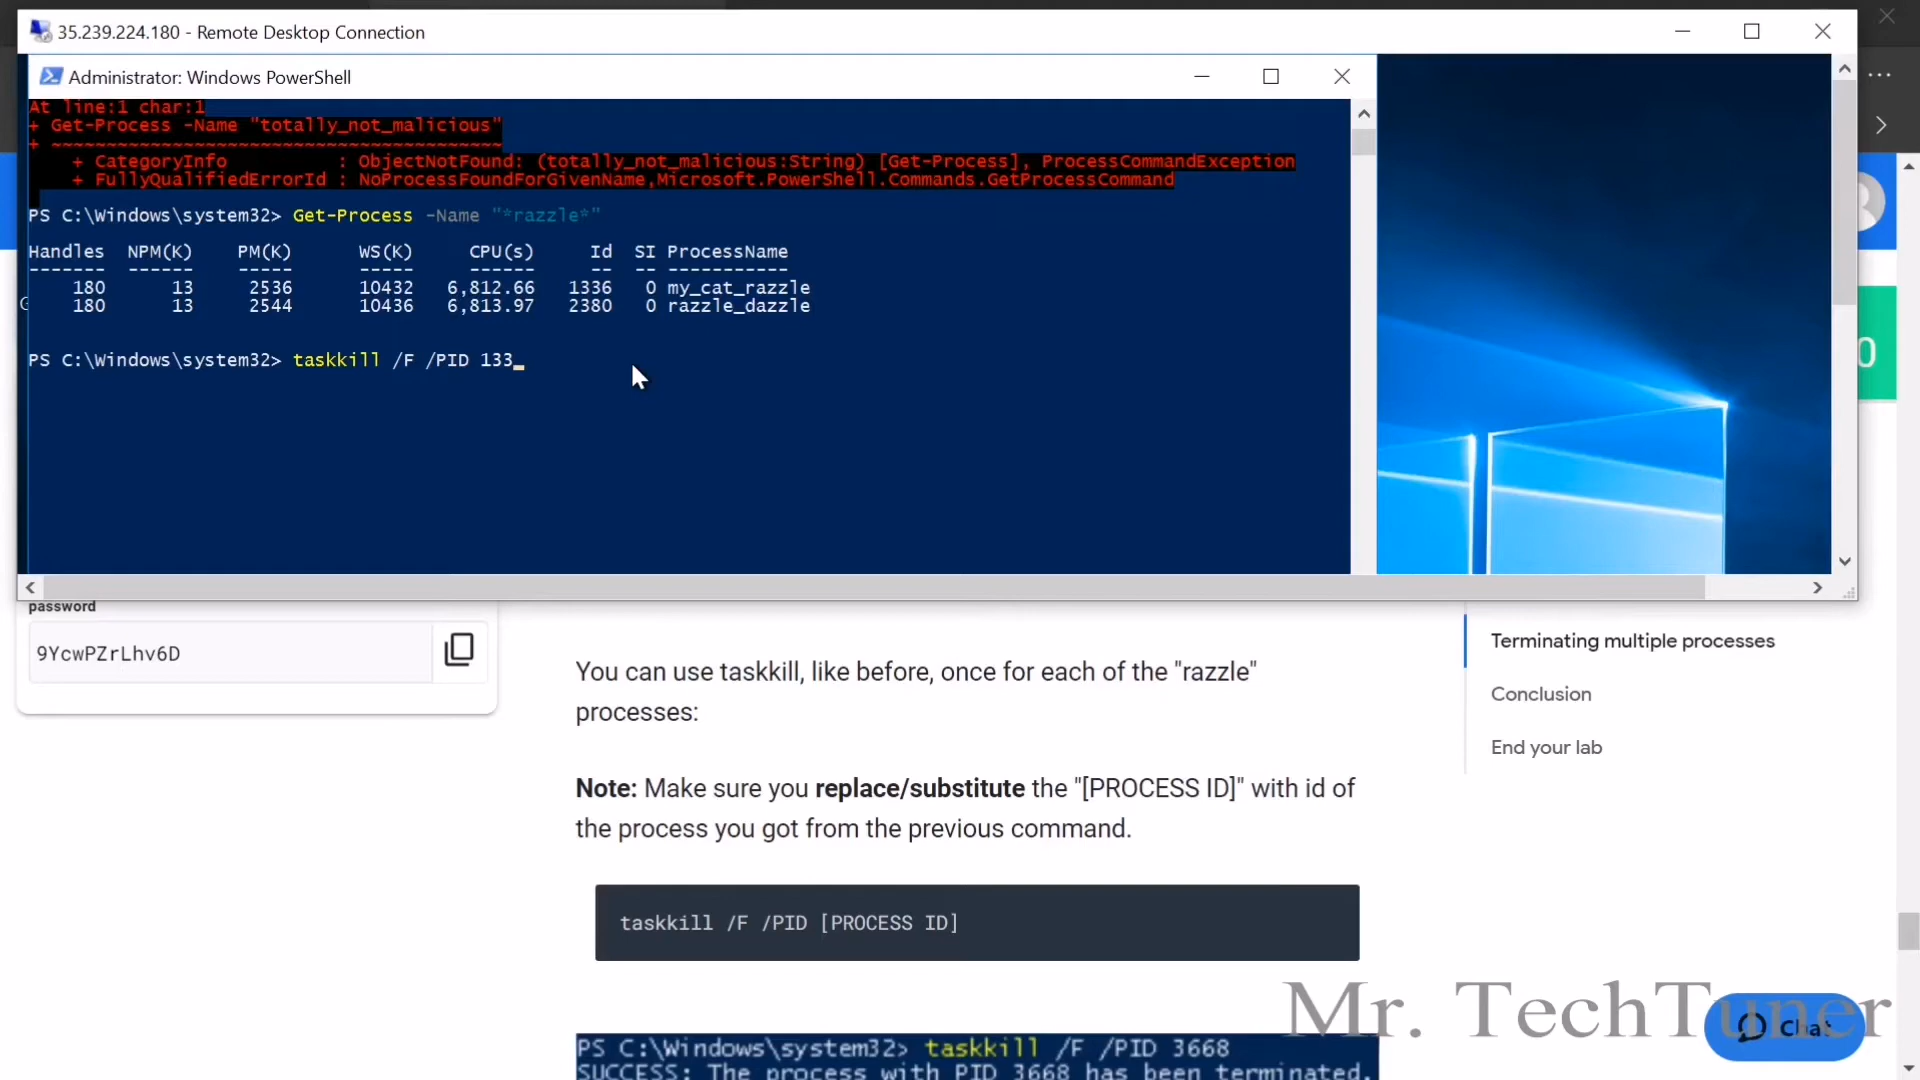 35.239.224.180 - Remote Desktop Connection
Administrator: Windows PowerShell
At line:1 char:1
+ Get-Process -Name "totally_not_malicious"
+ ~~~~~~~~~~~~~~~~~~~~~~~~~~~~~~~~~~~~~~~~~
+ CategoryInfo : ObjectNotFound: (totally_not_malicious:String) [Get-Process], ProcessCommandException
+ FullyQualifiedErrorId : NoProcessFoundForGivenName,Microsoft.PowerShell.Commands.GetProcessCommand
PS C:\Windows\system32> Get-Process -Name "*razzle*"
Handles NPM(K) PM(K) WS(K) CPU(s) Id SI ProcessName
------- ------ ----- ----- ------ -- -- -----------
180 13 2536 10432 6,812.66 1336 0 my_cat_razzle
180 13 2544 10436 6,813.97 2380 0 razzle_dazzle
PS C:\Windows\system32> taskkill /F /PID 133_
password
9YcwPZrLhv6D
You can use taskkill, like before, once for each of the "razzle"
processes:
Note: Make sure you replace/substitute the "[PROCESS ID]" with id of
the process you got from the previous command.
taskkill /F /PID [PROCESS ID]
PS C:\Windows\system32> taskkill /F /PID 3668
SUCCESS: The process with PID 3668 has been terminated.
Terminating multiple processes
Conclusion
End your lab
Mr. TechTuner
Chat